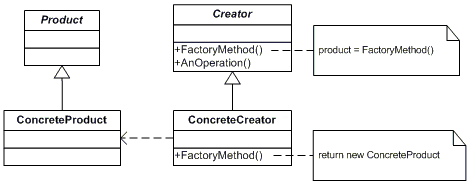 Product
Creator
+FactoryMethod()
+AnOperation()
product = FactoryMethod()
ConcreteProduct
ConcreteCreator
+FactoryMethod()
return new ConcreteProduct